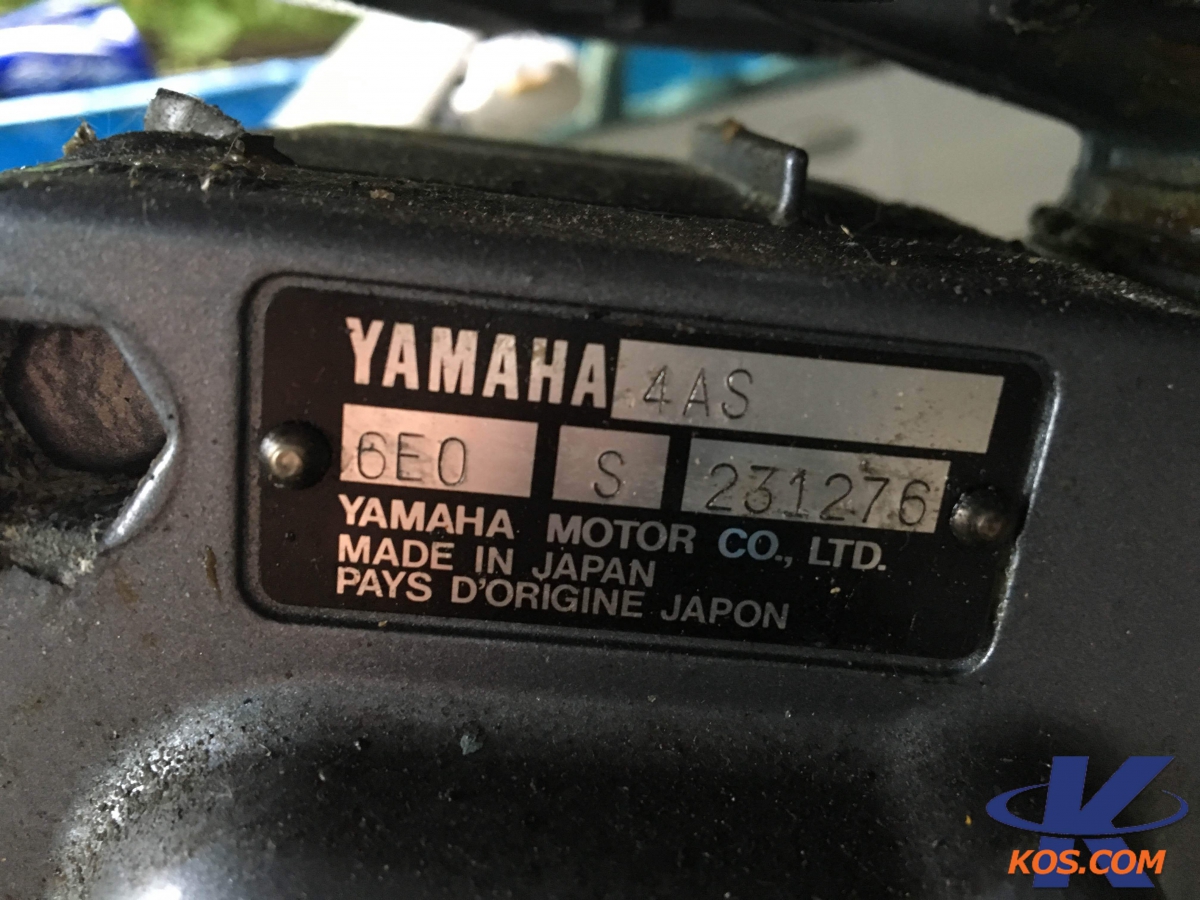 YAMAHA 4AS
6E0 S 231276
YAMAHA MOTOR CO., LTD.
MADE IN JAPAN
PAYS D'ORIGINE JAPON
K
KOS.COM